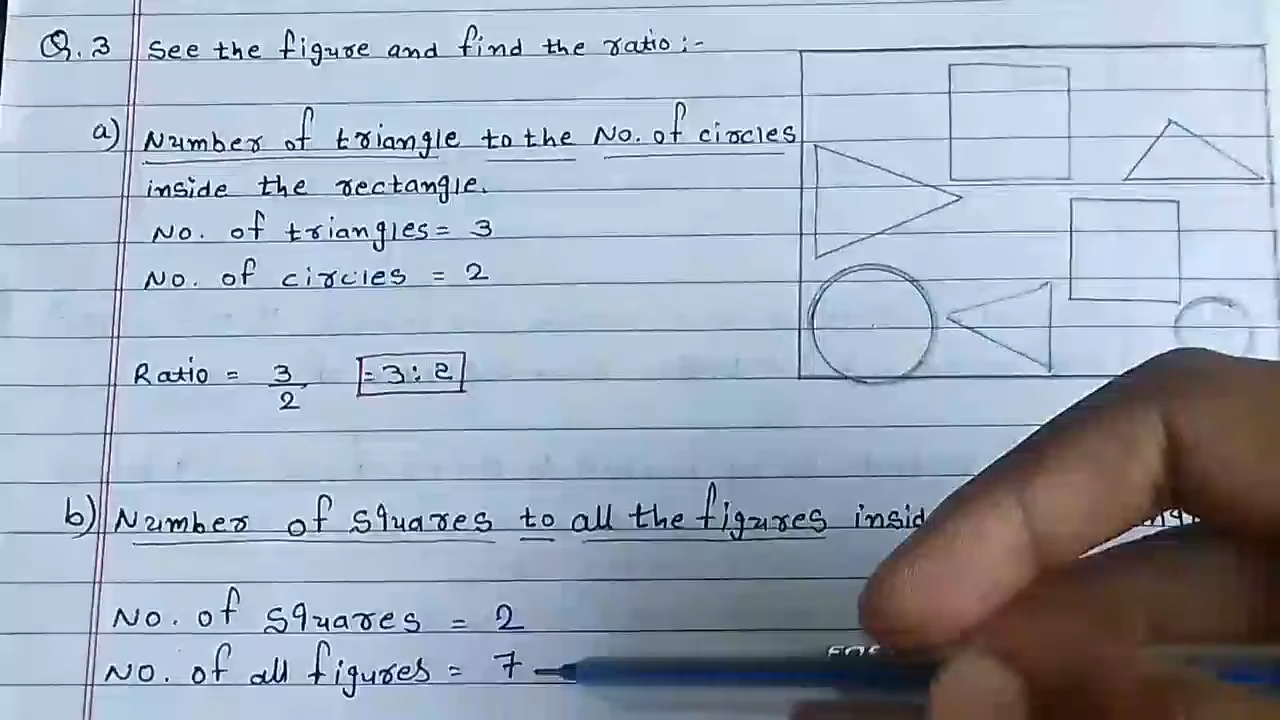 Q.3 See the figure and find the ratio :-
a) Number of triangle to the No. of circles
inside the rectangle.
No. of triangles = 3
No. of circles = 2
Ratio = 3/2 = 3:2
b) Number of squares to all the figures insid
No. of squares = 2
No. of all figures = 7